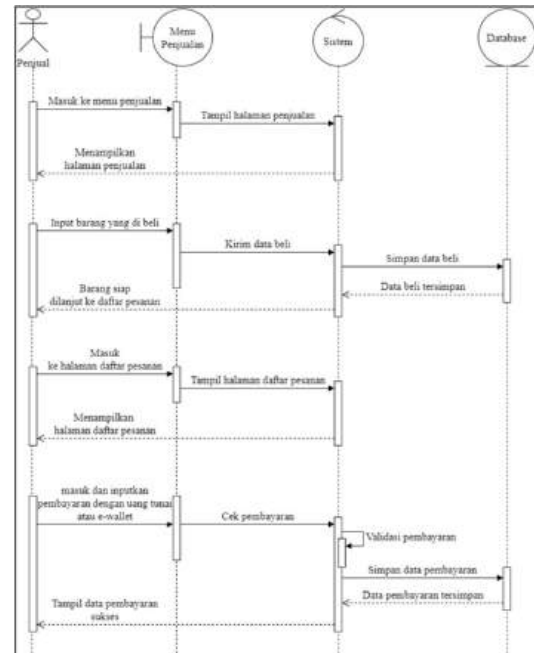 Penjual
Menu
Penjualan
Sistem
Database
Masuk ke menu penjualan
Tampil halaman penjualan
Menampilkan
halaman penjualan
Input barang yang di beli
Kirim data beli
Simpan data beli
Data beli tersimpan
Barang siap
dilanjut ke daftar pesanan
Masuk
ke halaman daftar pesanan
Tampil halaman daftar pesanan
Menampilkan
halaman daftar pesanan
masuk dan inputkan
pembayaran dengan uang tunai
atau e-wallet
Cek pembayaran
Validasi pembayaran
Simpan data pembayaran
Data pembayaran tersimpan
Tampil data pembayaran
sukses